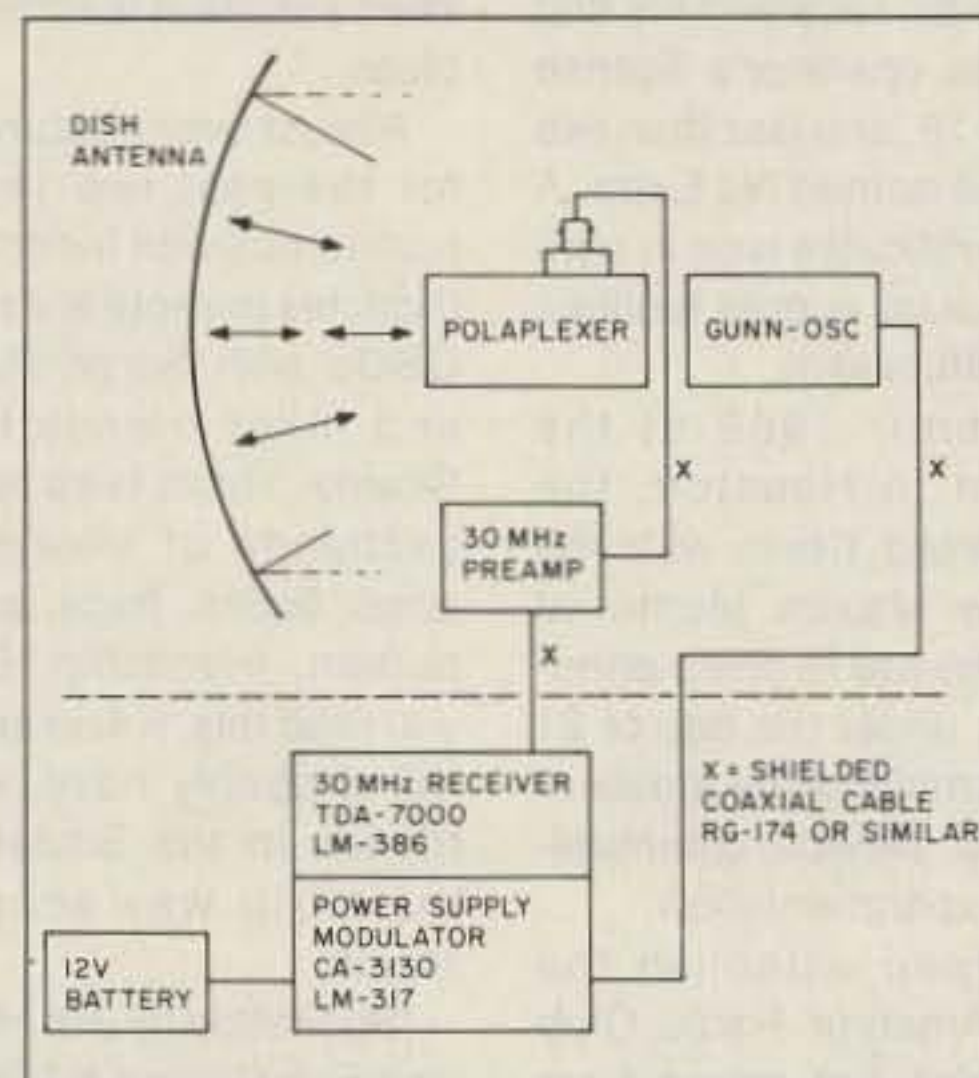 DISH
ANTENNA
POLAPLEXER
GUNN-OSC
X
X
30 MHz
PREAMP
X
30 MHz RECEIVER
TDA-7000
LM-386
X = SHIELDED
COAXIAL CABLE
RG-174 OR SIMILAR
POWER SUPPLY
MODULATOR
CA-3130
LM-317
12V
BATTERY